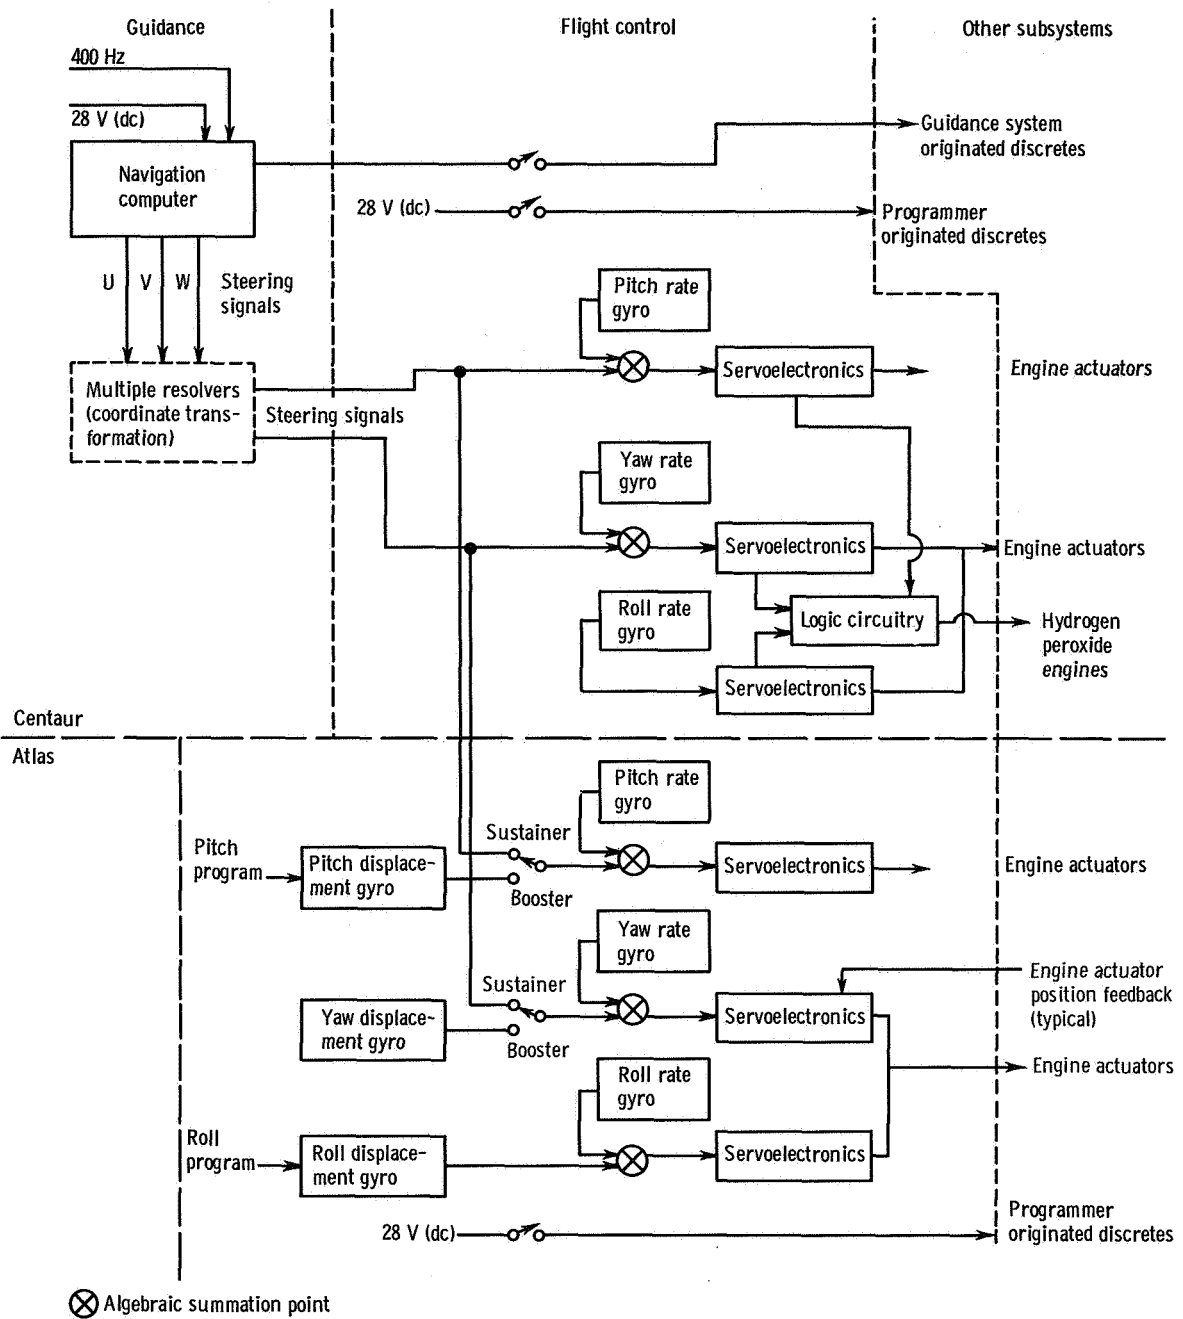 Guidance
Flight control
Other subsystems
400 Hz
28 V (dc)
Navigation
computer
Guidance system
originated discretes
28 V (dc)
Programmer
originated discretes
U V W
Steering
signals
Pitch rate
gyro
Multiple resolvers
(coordinate trans-
formation)
Steering signals
Servoelectronics
Engine actuators
Yaw rate
gyro
Servoelectronics
Engine actuators
Roll rate
gyro
Logic circuitry
Hydrogen
peroxide
engines
Servoelectronics
Centaur
Atlas
Pitch rate
gyro
Pitch
program
Pitch displace-
ment gyro
Sustainer
Booster
Servoelectronics
Engine actuators
Yaw rate
gyro
Yaw displace-
ment gyro
Sustainer
Booster
Servoelectronics
Engine actuator
position feedback
(typical)
Engine actuators
Roll rate
gyro
Roll
program
Roll displace-
ment gyro
Servoelectronics
28 V (dc)
Programmer
originated discretes
Algebraic summation point